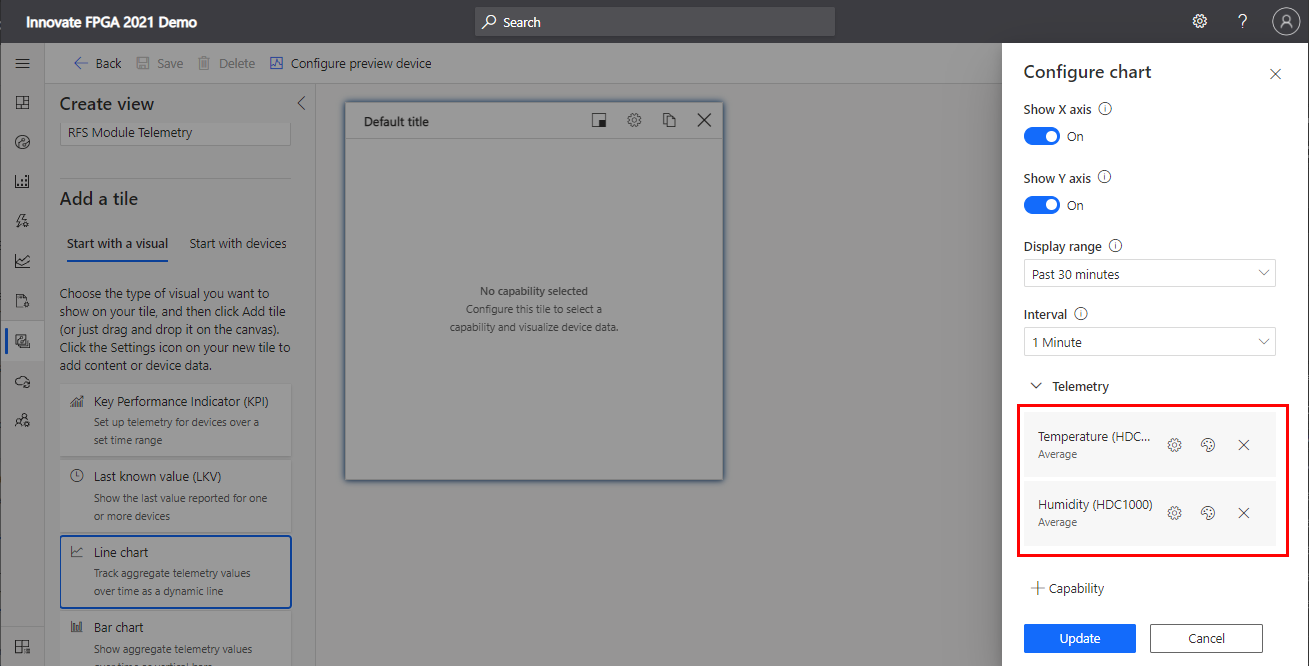 Innovate FPGA 2021 Demo
Search
?
Back
Save
Delete
Configure preview device
Create view
RFS Module Telemetry
Add a tile
Start with a visual
Start with devices
Choose the type of visual you want to
show on your tile, and then click Add tile
(or just drag and drop it on the canvas).
Click the Settings icon on your new tile to
add content or device data.
Key Performance Indicator (KPI)
Set up telemetry for devices over a
set time range
Last known value (LKV)
Show the last value reported for one
or more devices
Line chart
Track aggregate telemetry values
over time as a dynamic line
Bar chart
Show aggregate telemetry values
Default title
No capability selected
Configure this tile to select a
capability and visualize device data.
Configure chart
Show X axis
On
Show Y axis
On
Display range
Past 30 minutes
Interval
1 Minute
Telemetry
Temperature (HDC...
Average
Humidity (HDC1000)
Average
Capability
Update
Cancel